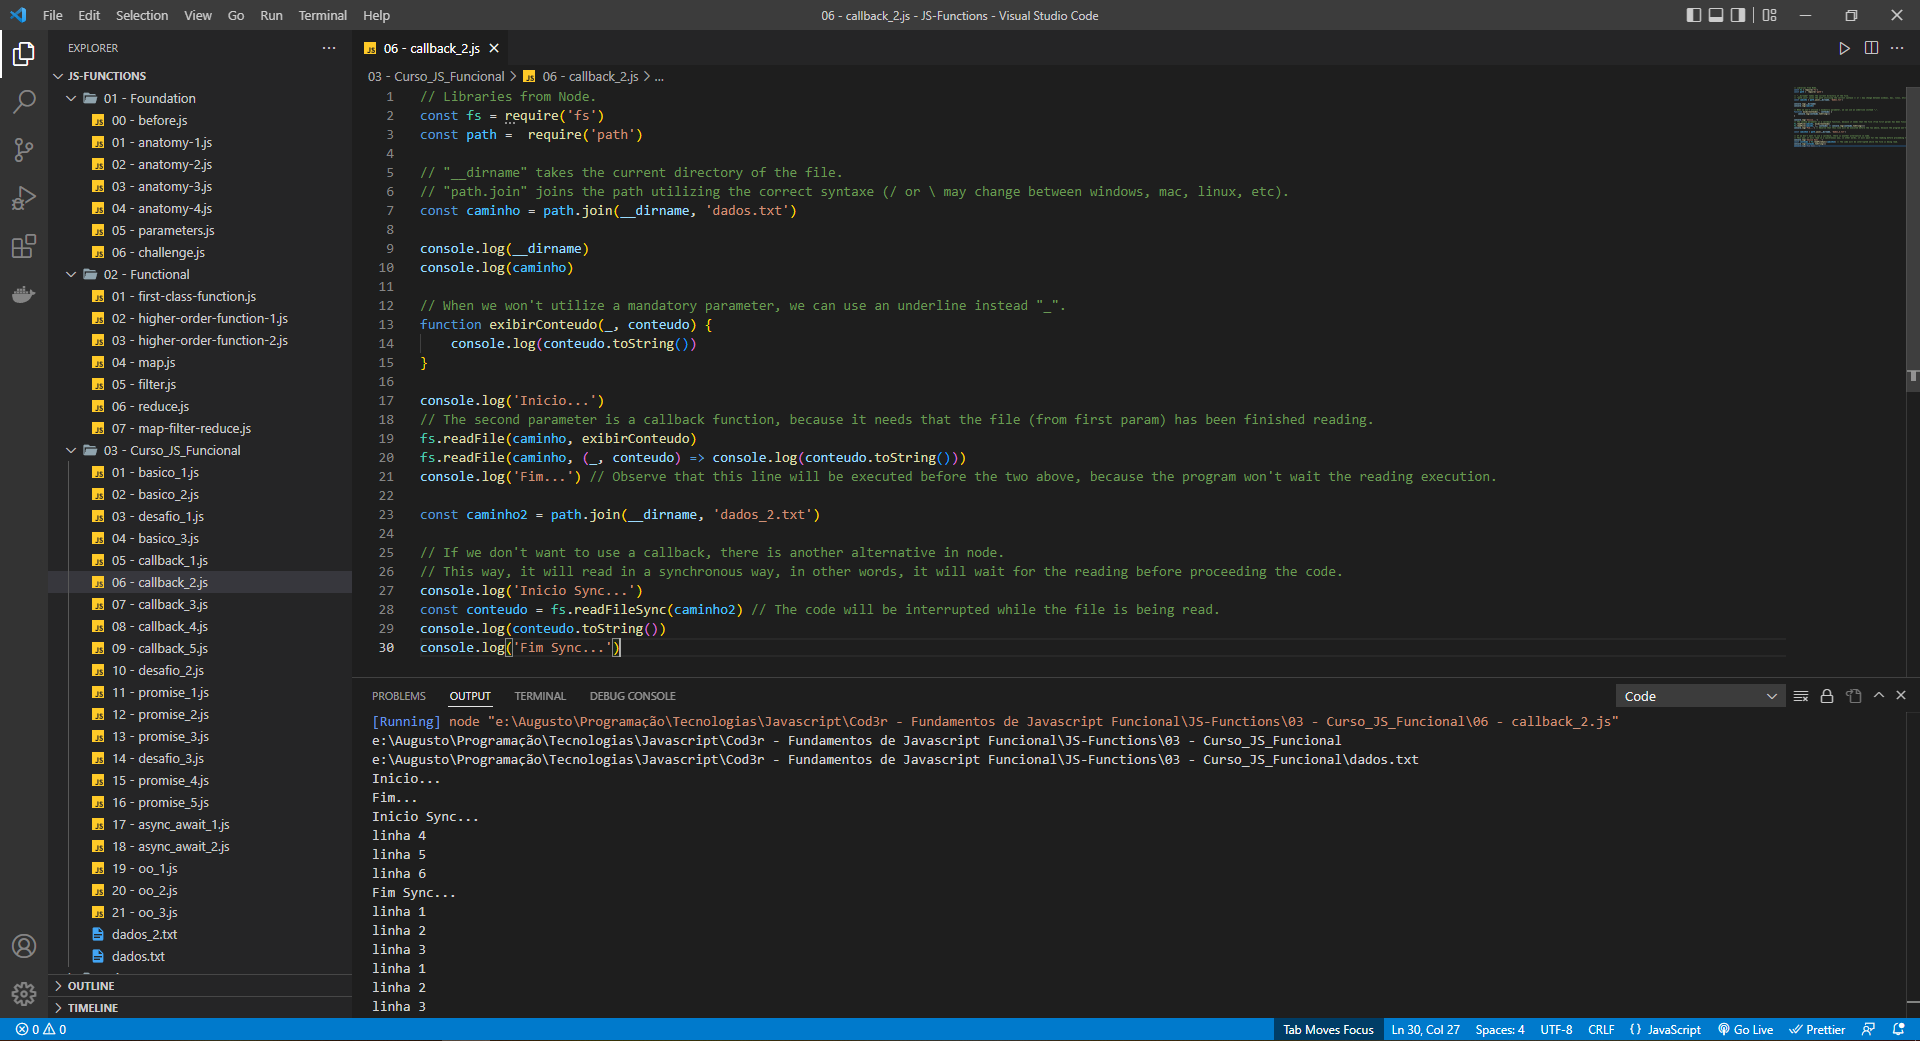 File Edit Selection View Go Run Terminal Help
06 - callback_2.js - JS-Functions - Visual Studio Code
EXPLORER
JS-FUNCTIONS
01 - Foundation
00 - before.js
01 - anatomy-1.js
02 - anatomy-2.js
03 - anatomy-3.js
04 - anatomy-4.js
05 - parameters.js
06 - challenge.js
02 - Functional
01 - first-class-function.js
02 - higher-order-function-1.js
03 - higher-order-function-2.js
04 - map.js
05 - filter.js
06 - reduce.js
07 - map-filter-reduce.js
03 - Curso_JS_Funcional
01 - basico_1.js
02 - basico_2.js
03 - desafio_1.js
04 - basico_3.js
05 - callback_1.js
06 - callback_2.js
07 - callback_3.js
08 - callback_4.js
09 - callback_5.js
10 - desafio_2.js
11 - promise_1.js
12 - promise_2.js
13 - promise_3.js
14 - desafio_3.js
15 - promise_4.js
16 - promise_5.js
17 - async_await_1.js
18 - async_await_2.js
19 - oo_1.js
20 - oo_2.js
21 - oo_3.js
dados_2.txt
dados.txt
OUTLINE
TIMELINE
JS 06 - callback_2.js
03 - Curso_JS_Funcional > JS 06 - callback_2.js > ...
1 // Libraries from Node.
2 const fs = require('fs')
3 const path =  require('path')
4
5 // "__dirname" takes the current directory of the file.
6 // "path.join" joins the path utilizing the correct syntaxe (/ or \ may change between windows, mac, linux, etc).
7 const caminho = path.join(__dirname, 'dados.txt')
8
9 console.log(__dirname)
10 console.log(caminho)
11
12 // When we won't utilize a mandatory parameter, we can use an underline instead "_".
13 function exibirConteudo(_, conteudo) {
14     console.log(conteudo.toString())
15 }
16
17 console.log('Inicio...')
18 // The second parameter is a callback function, because it needs that the file (from first param) has been finished reading.
19 fs.readFile(caminho, exibirConteudo)
20 fs.readFile(caminho, (_, conteudo) => console.log(conteudo.toString()))
21 console.log('Fim...') // Observe that this line will be executed before the two above, because the program won't wait the reading execution.
22
23 const caminho2 = path.join(__dirname, 'dados_2.txt')
24
25 // If we don't want to use a callback, there is another alternative in node.
26 // This way, it will read in a synchronous way, in other words, it will wait for the reading before proceeding the code.
27 console.log('Inicio Sync...')
28 const conteudo = fs.readFileSync(caminho2) // The code will be interrupted while the file is being read.
29 console.log(conteudo.toString())
30 console.log('Fim Sync...')
PROBLEMS OUTPUT TERMINAL DEBUG CONSOLE
Code
[Running] node "e:\Augusto\Programação\Tecnologias\Javascript\Cod3r - Fundamentos de Javascript Funcional\JS-Functions\03 - Curso_JS_Funcional\06 - callback_2.js"
e:\Augusto\Programação\Tecnologias\Javascript\Cod3r - Fundamentos de Javascript Funcional\JS-Functions\03 - Curso_JS_Funcional
e:\Augusto\Programação\Tecnologias\Javascript\Cod3r - Fundamentos de Javascript Funcional\JS-Functions\03 - Curso_JS_Funcional\dados.txt
Inicio...
Fim...
Inicio Sync...
linha 4
linha 5
linha 6
Fim Sync...
linha 1
linha 2
linha 3
linha 1
linha 2
linha 3
0 0
Tab Moves Focus Ln 30, Col 27 Spaces: 4 UTF-8 CRLF {} JavaScript Go Live Prettier